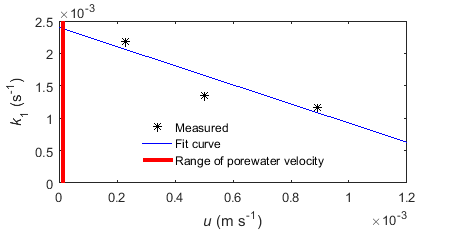 ×10⁻³
2.5
2
1.5
1
0.5
0
k₁ (s⁻¹)
Measured
Fit curve
Range of porewater velocity
0 0.2 0.4 0.6 0.8 1 1.2
u (m s⁻¹)
×10⁻³